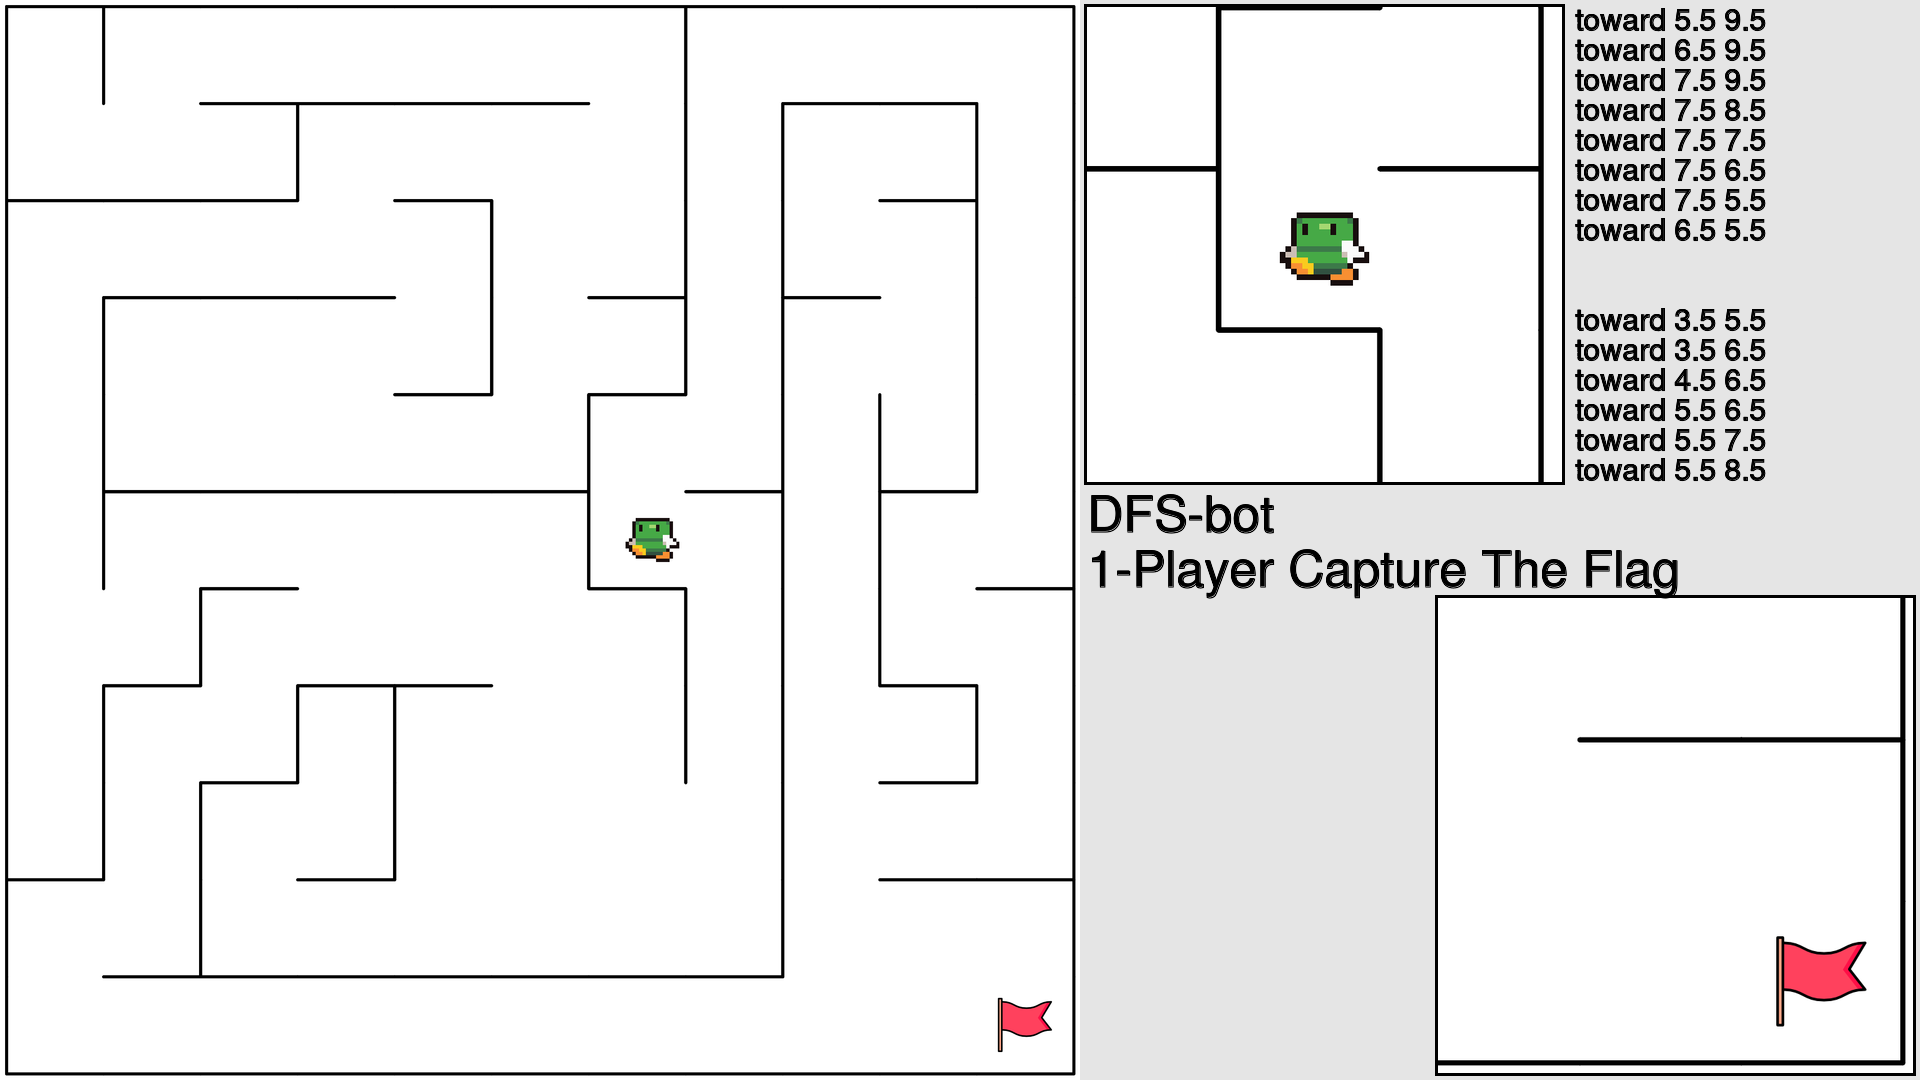 toward 5.5 9.5
toward 6.5 9.5
toward 7.5 9.5
toward 7.5 8.5
toward 7.5 7.5
toward 7.5 6.5
toward 7.5 5.5
toward 6.5 5.5
toward 3.5 5.5
toward 3.5 6.5
toward 4.5 6.5
toward 5.5 6.5
toward 5.5 7.5
toward 5.5 8.5
DFS-bot
1-Player Capture The Flag